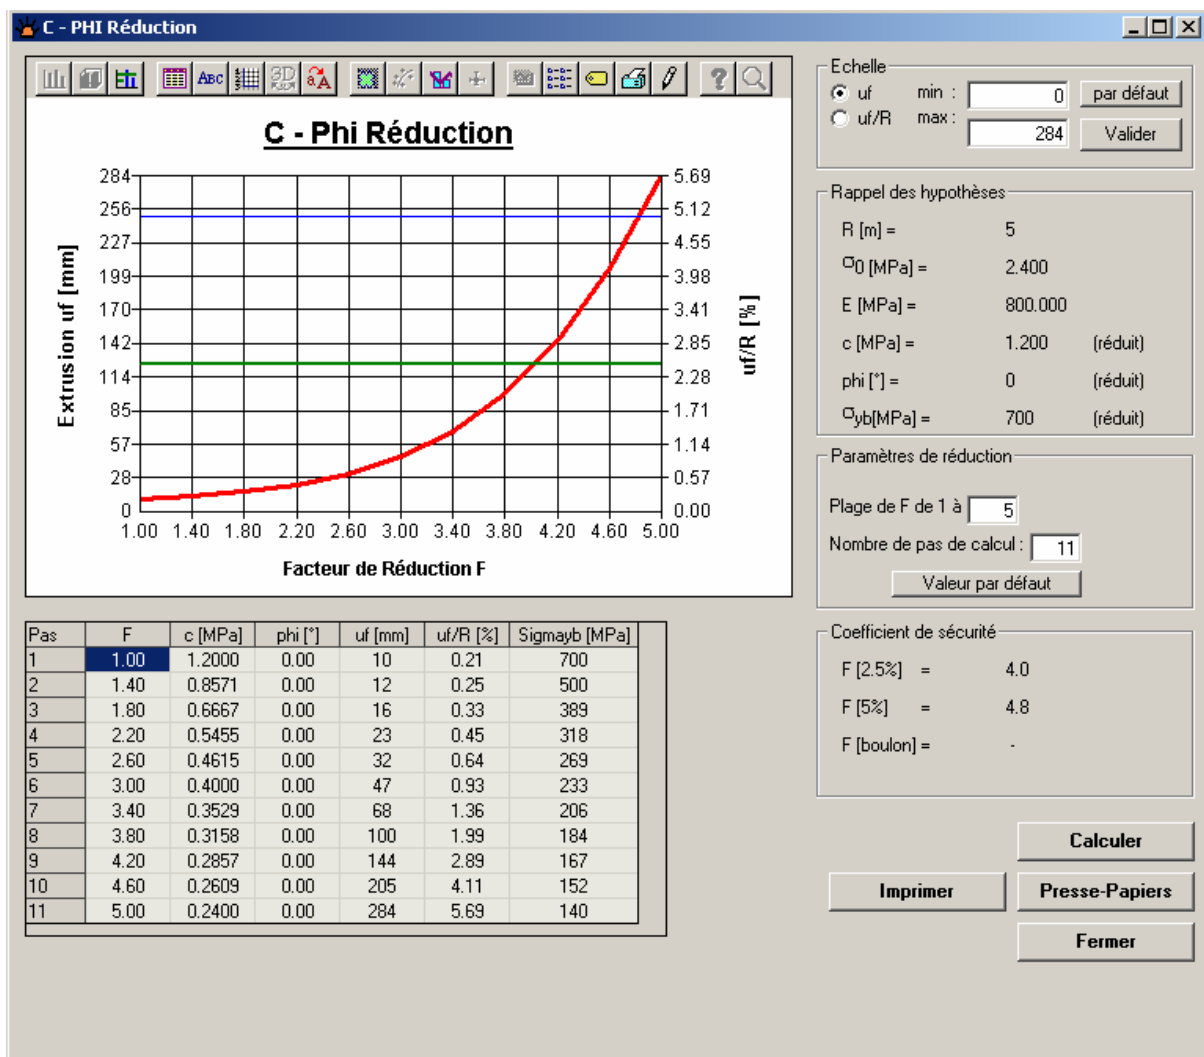 C - PHI Réduction
ABC
3D
aA
?
C - Phi Réduction
Extrusion uf [mm]
284
256
227
199
170
142
114
85
57
28
0
5.69
5.12
4.55
3.98
3.41
2.85
2.28
1.71
1.14
0.57
0.00
uf/R [%]
1.00 1.40 1.80 2.20 2.60 3.00 3.40 3.80 4.20 4.60 5.00
Facteur de Réduction F
Pas F c [MPa] phi [°] uf [mm] uf/R [%] Sigmayb [MPa]
1 1.00 1.2000 0.00 10 0.21 700
2 1.40 0.8571 0.00 12 0.25 500
3 1.80 0.6667 0.00 16 0.33 389
4 2.20 0.5455 0.00 23 0.45 318
5 2.60 0.4615 0.00 32 0.64 269
6 3.00 0.4000 0.00 47 0.93 233
7 3.40 0.3529 0.00 68 1.36 206
8 3.80 0.3158 0.00 100 1.99 184
9 4.20 0.2857 0.00 144 2.89 167
10 4.60 0.2609 0.00 205 4.11 152
11 5.00 0.2400 0.00 284 5.69 140
Echelle
uf min : 0 par défaut
uf/R max : 284 Valider
Rappel des hypothèses
R [m] = 5
σ0 [MPa] = 2.400
E [MPa] = 800.000
c [MPa] = 1.200 (réduit)
phi [°] = 0 (réduit)
σyb[MPa] = 700 (réduit)
Paramètres de réduction
Plage de F de 1 à 5
Nombre de pas de calcul : 11
Valeur par défaut
Coefficient de sécurité
F [2.5%] = 4.0
F [5%] = 4.8
F [boulon] = -
Calculer
Imprimer Presse-Papiers
Fermer